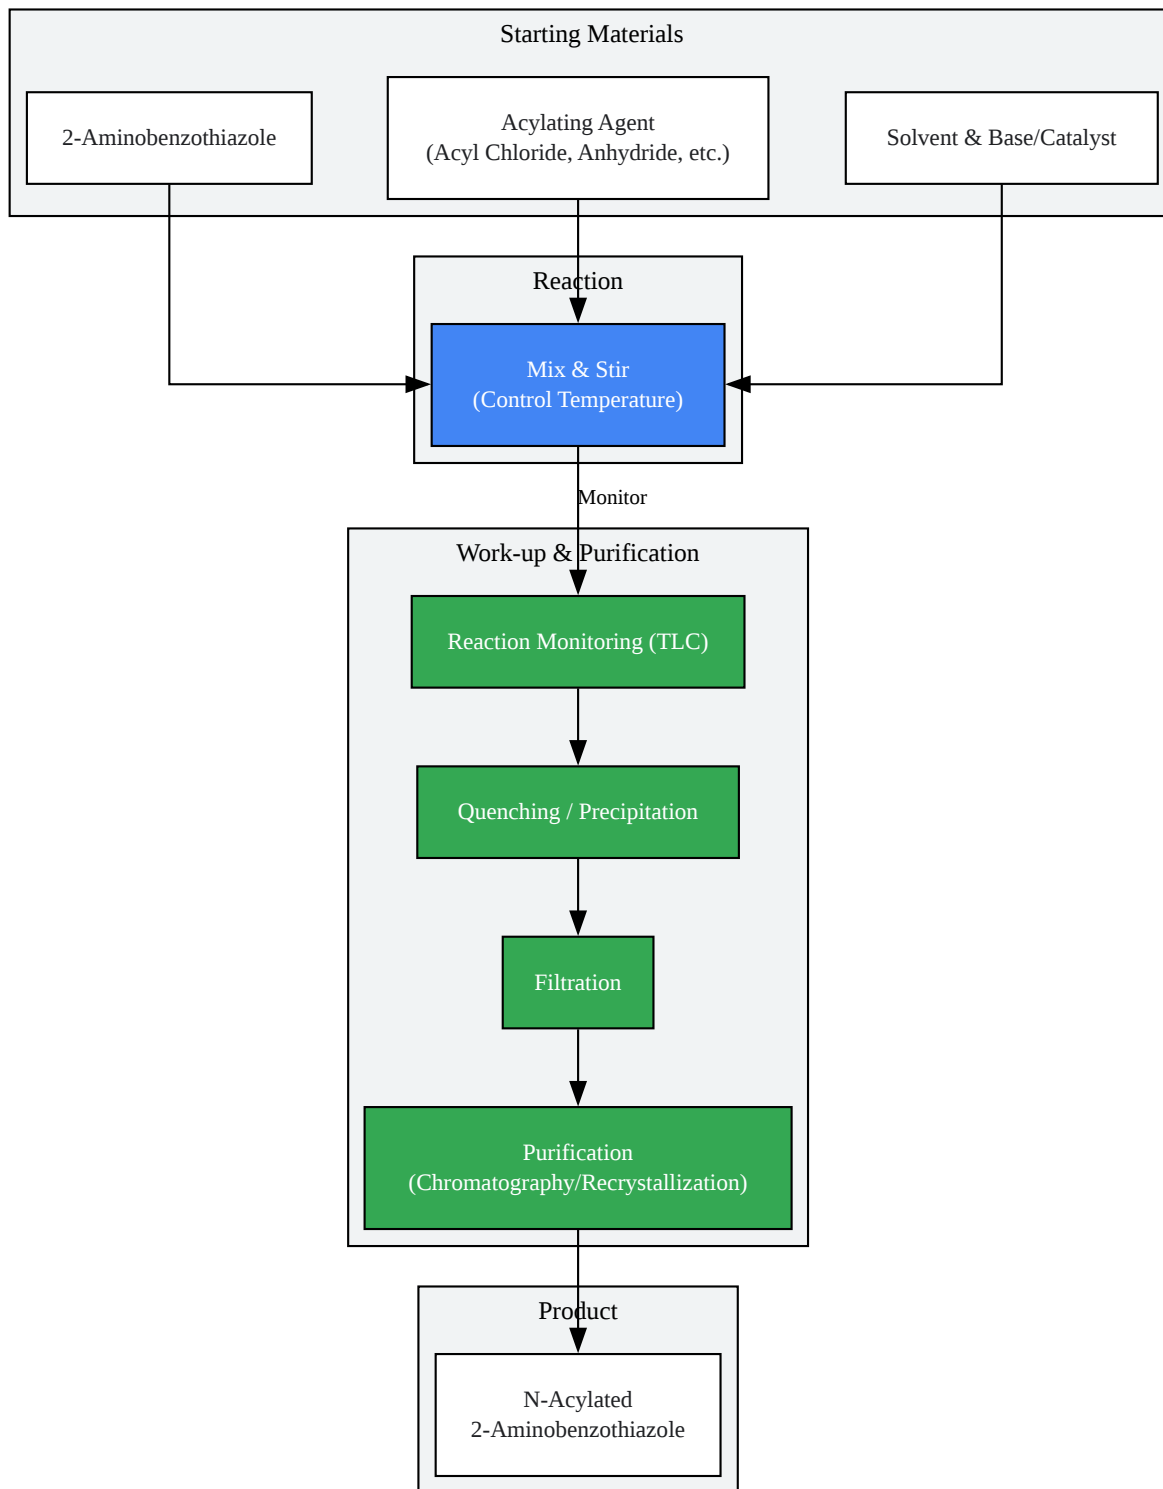 Starting Materials
2-Aminobenzothiazole
Acylating Agent
(Acyl Chloride, Anhydride, etc.)
Solvent & Base/Catalyst
Reaction
Mix & Stir
(Control Temperature)
Monitor
Work-up & Purification
Reaction Monitoring (TLC)
Quenching / Precipitation
Filtration
Purification
(Chromatography/Recrystallization)
Product
N-Acylated
2-Aminobenzothiazole